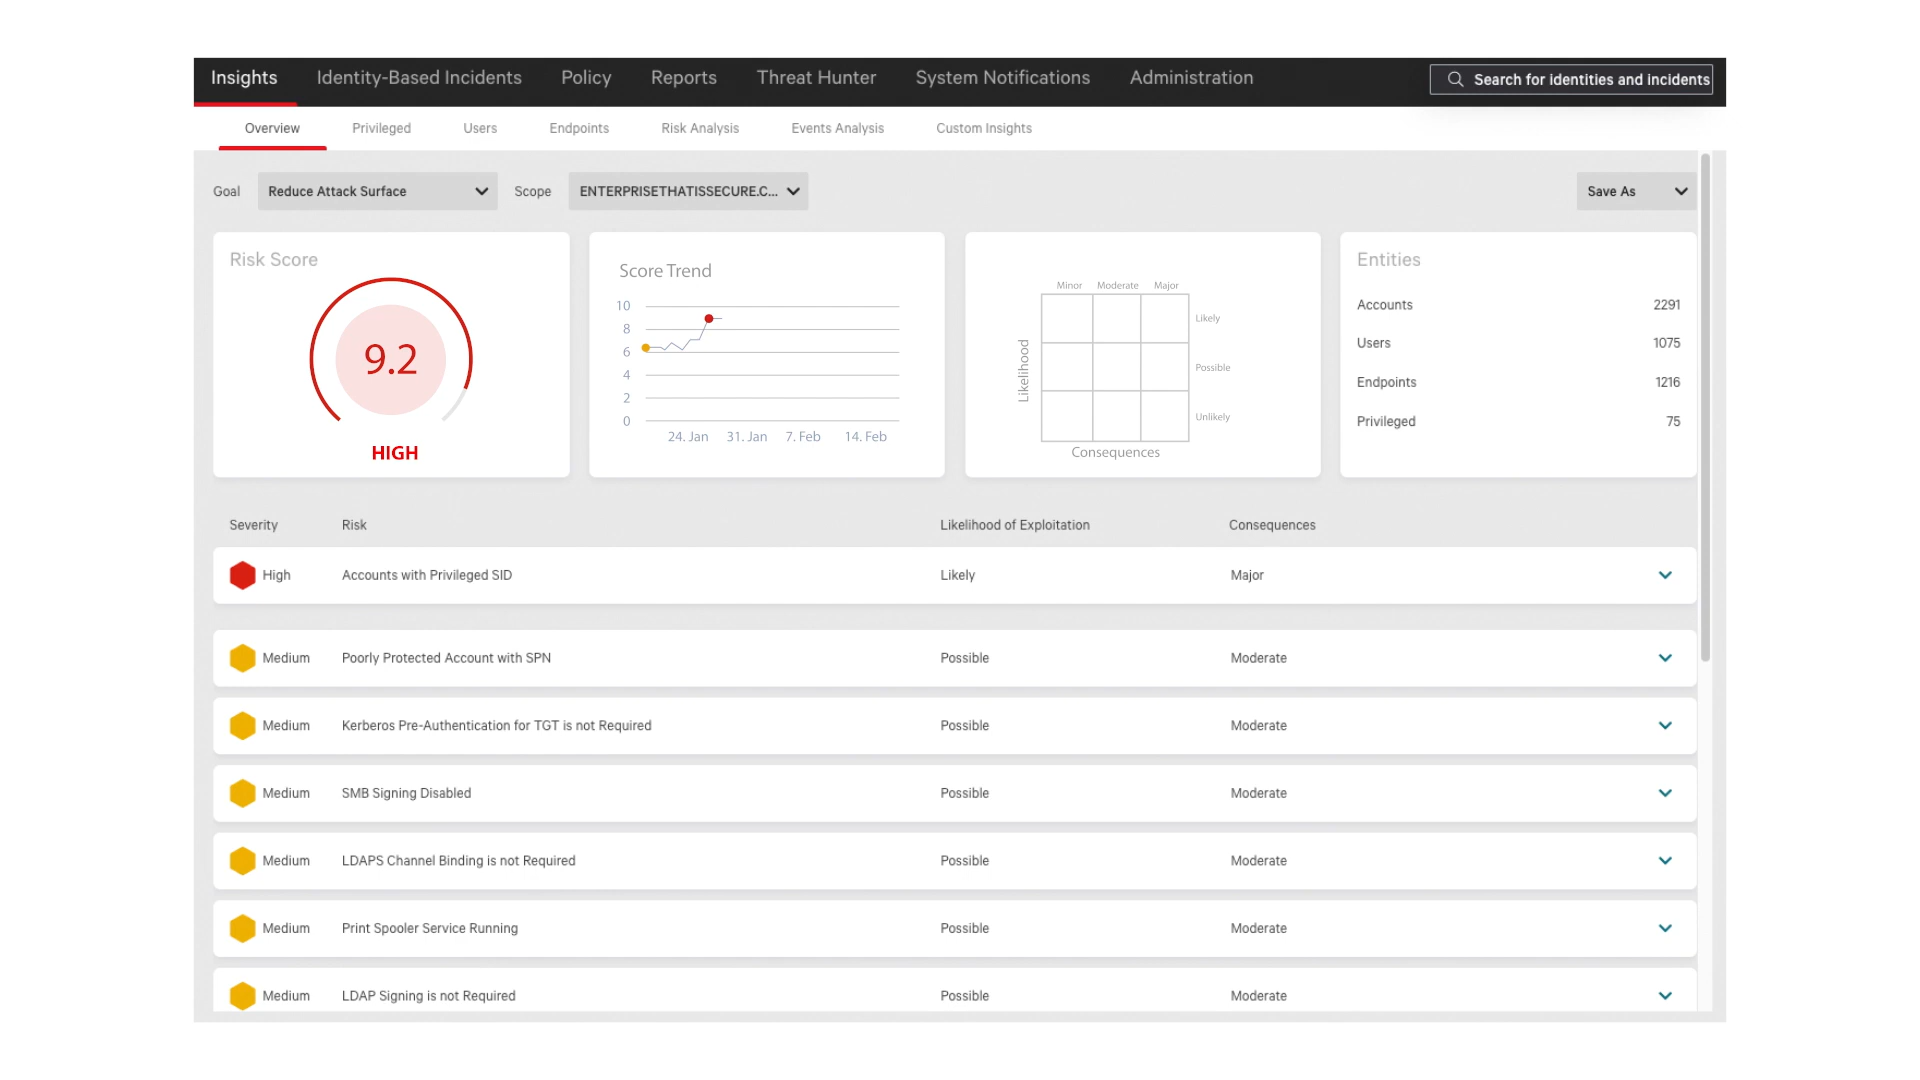 Insights Identity-Based Incidents Policy Reports Threat Hunter System Notifications Administration Search for identities and incidents
Overview Privileged Users Endpoints Risk Analysis Events Analysis Custom Insights
Goal Reduce Attack Surface Scope ENTERPRISETHATISSECURE.C... Save As
Risk Score
9.2
HIGH
Score Trend
10
8
6
4
2
0
24. Jan 31. Jan 7. Feb 14. Feb
Minor Moderate Major
Likely
Possible
Unlikely
Likelihood
Consequences
Entities
Accounts 2291
Users 1075
Endpoints 1216
Privileged 75
Severity Risk Likelihood of Exploitation Consequences
High Accounts with Privileged SID Likely Major
Medium Poorly Protected Account with SPN Possible Moderate
Medium Kerberos Pre-Authentication for TGT is not Required Possible Moderate
Medium SMB Signing Disabled Possible Moderate
Medium LDAPS Channel Binding is not Required Possible Moderate
Medium Print Spooler Service Running Possible Moderate
Medium LDAP Signing is not Required Possible Moderate